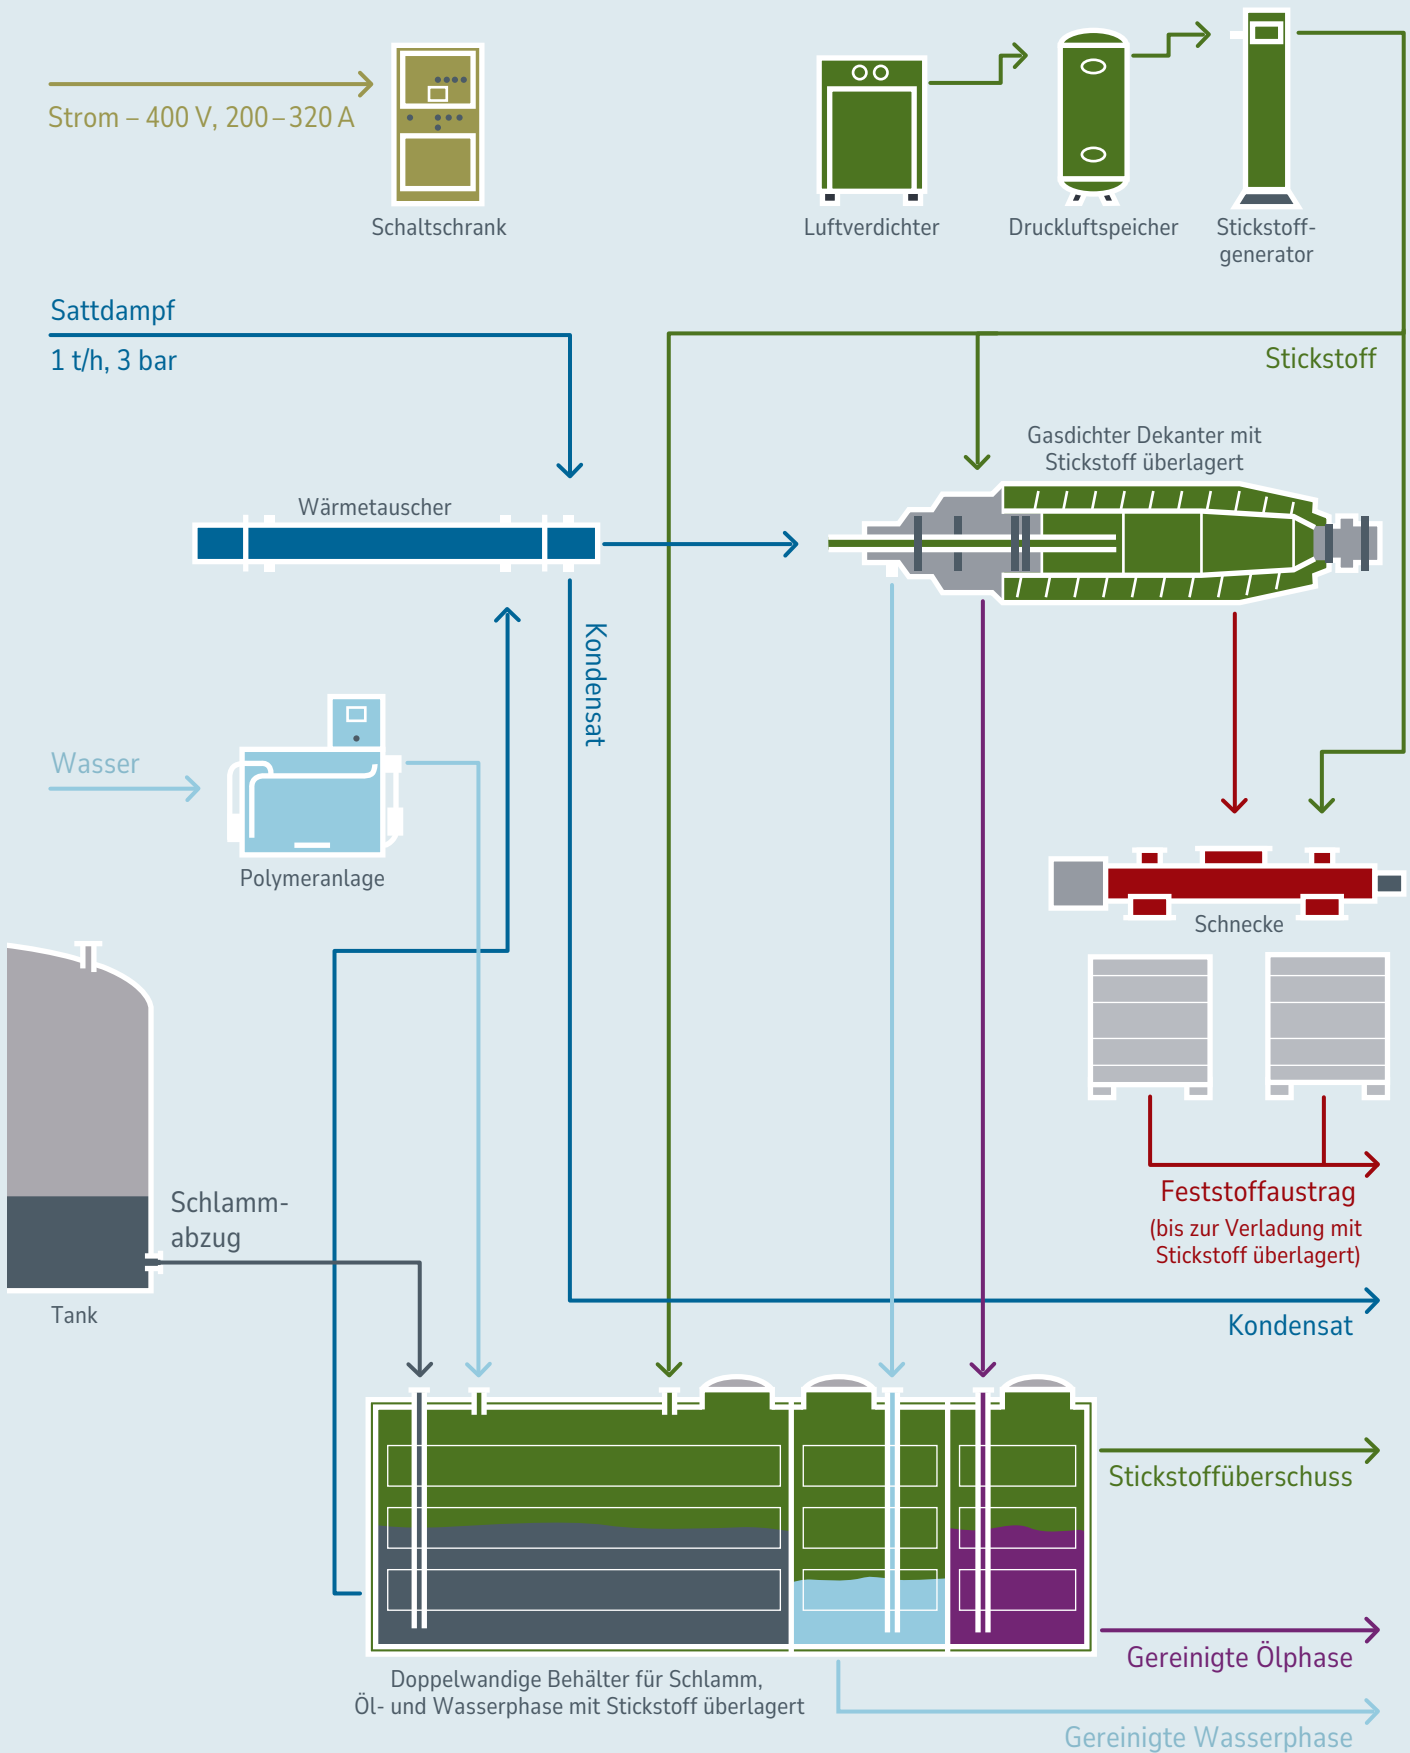 Strom – 400 V, 200–320 A
Schaltschrank
Luftverdichter
Druckluftspeicher
Stickstoff-
generator
Sattdampf
1 t/h, 3 bar
Stickstoff
Gasdichter Dekanter mit
Stickstoff überlagert
Wärmetauscher
Kondensat
Wasser
Polymeranlage
Schnecke
Schlamm-
abzug
Feststoffaustrag
(bis zur Verladung mit
Stickstoff überlagert)
Tank
Kondensat
Stickstoffüberschuss
Gereinigte Ölphase
Doppelwandige Behälter für Schlamm,
Öl- und Wasserphase mit Stickstoff überlagert
Gereinigte Wasserphase